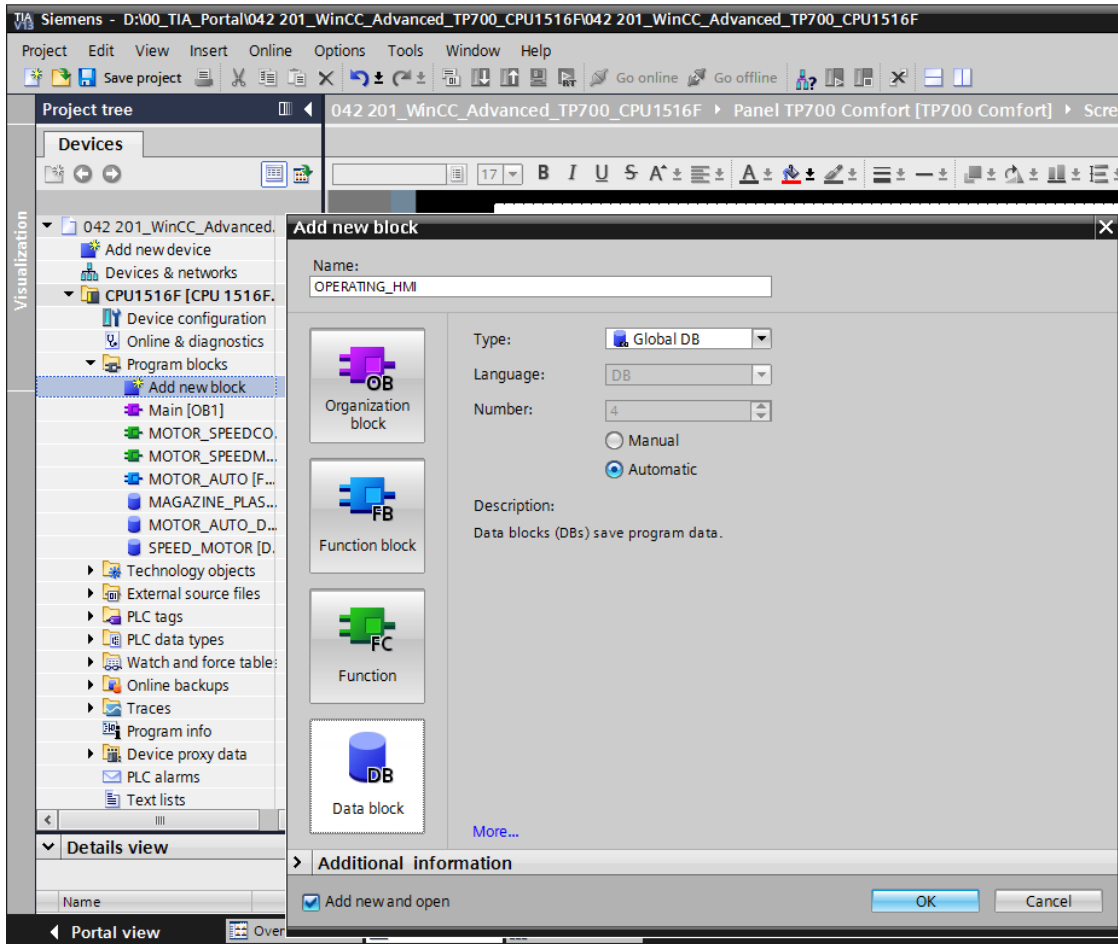 TIA V13 Siemens - D:\00_TIA_Portal\042 201_WinCC_Advanced_TP700_CPU1516F\042 201_WinCC_Advanced_TP700_CPU1516F
Project Edit View Insert Online Options Tools Window Help
Save project Go online Go offline
Project tree
042 201_WinCC_Advanced_TP700_CPU1516F Panel TP700 Comfort [TP700 Comfort] Scre
Devices
17 B I U S A A
Visualization
042 201_WinCC_Advanced.
Add new device
Devices & networks
CPU1516F [CPU 1516F.
Device configuration
Online & diagnostics
Program blocks
Add new block
Main [OB1]
MOTOR_SPEEDCO.
MOTOR_SPEEDM...
MOTOR_AUTO [F...
MAGAZINE_PLAS...
MOTOR_AUTO_D...
SPEED_MOTOR [D.
Technology objects
External source files
PLC tags
PLC data types
Watch and force tables
Online backups
Traces
Program info
Device proxy data
PLC alarms
Text lists
Details view
Name
Portal view
Over
Add new block
Name:
OPERATING_HMI
OB
Organization
block
FB
Function block
FC
Function
DB
Data block
Type:
Global DB
Language:
DB
Number:
4
Manual
Automatic
Description:
Data blocks (DBs) save program data.
More...
Additional information
Add new and open
OK
Cancel